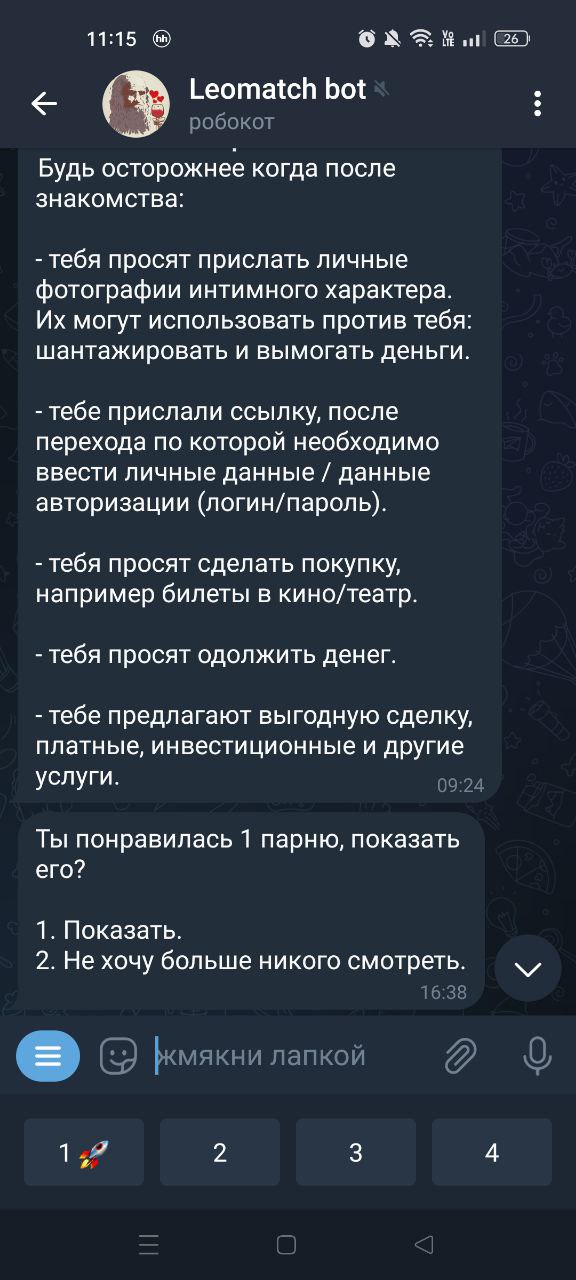 11:15 hh VO LTE 26
Leomatch bot
робокот
Будь осторожнее когда после
знакомства:
- тебя просят прислать личные
фотографии интимного характера.
Их могут использовать против тебя:
шантажировать и вымогать деньги.
- тебе прислали ссылку, после
перехода по которой необходимо
ввести личные данные / данные
авторизации (логин/пароль).
- тебя просят сделать покупку,
например билеты в кино/театр.
- тебя просят одолжить денег.
- тебе предлагают выгодную сделку,
платные, инвестиционные и другие
услуги.
09:24
Ты понравилась 1 парню, показать
его?
1. Показать.
2. Не хочу больше никого смотреть.
16:38
жмякни лапкой
1 🚀 2 3 4